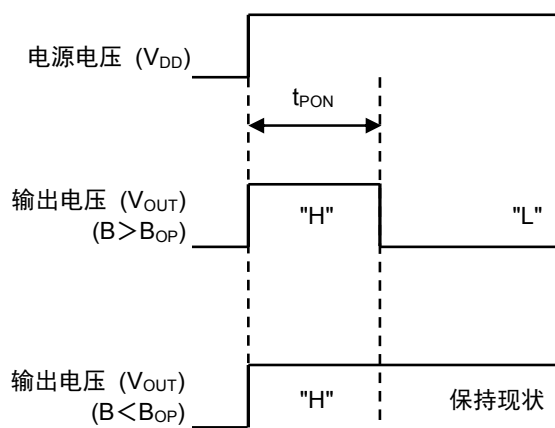 电源电压 (VDD)
tPON
输出电压 (VOUT)
(B＞BOP)
"H"
"L"
输出电压 (VOUT)
(B＜BOP)
"H"
保持现状